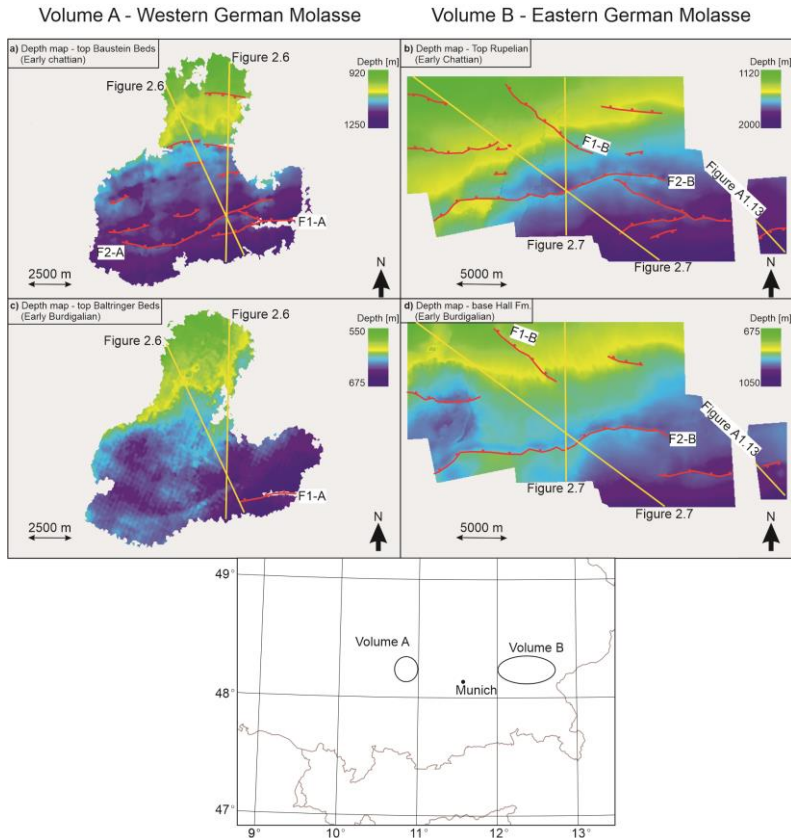 Volume A - Western German Molasse
Volume B - Eastern German Molasse
a) Depth map - top Baustein Beds
(Early chattian)
Figure 2.6
Figure 2.6
Depth [m]
920
1250
F1-A
F2-A
2500 m
N
b) Depth map - Top Rupelian
(Early Chattian)
Depth [m]
1120
2000
F1-B
F2-B
Figure A1.13
Figure 2.7
Figure 2.7
5000 m
N
c) Depth map - top Baltringer Beds
(Early Burdigalian)
Figure 2.6
Figure 2.6
Depth [m]
550
675
F1-A
2500 m
N
d) Depth map - base Hall Fm.
(Early Burdigalian)
Depth [m]
675
1050
F1-B
F2-B
Figure A1.13
Figure 2.7
Figure 2.7
5000 m
N
49°
48°
47°
Volume A
Volume B
Munich
9° 10° 11° 12° 13°